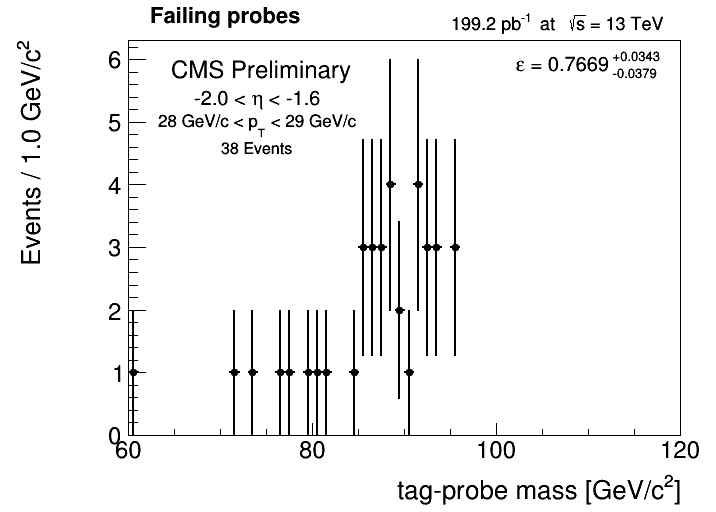 Failing probes
199.2 pb⁻¹ at √s = 13 TeV
CMS Preliminary
-2.0 < η < -1.6
28 GeV/c < p_T < 29 GeV/c
38 Events
ε = 0.7669 +0.0343 -0.0379
Events / 1.0 GeV/c²
6
5
4
3
2
1
0
60 80 100 120
tag-probe mass [GeV/c²]